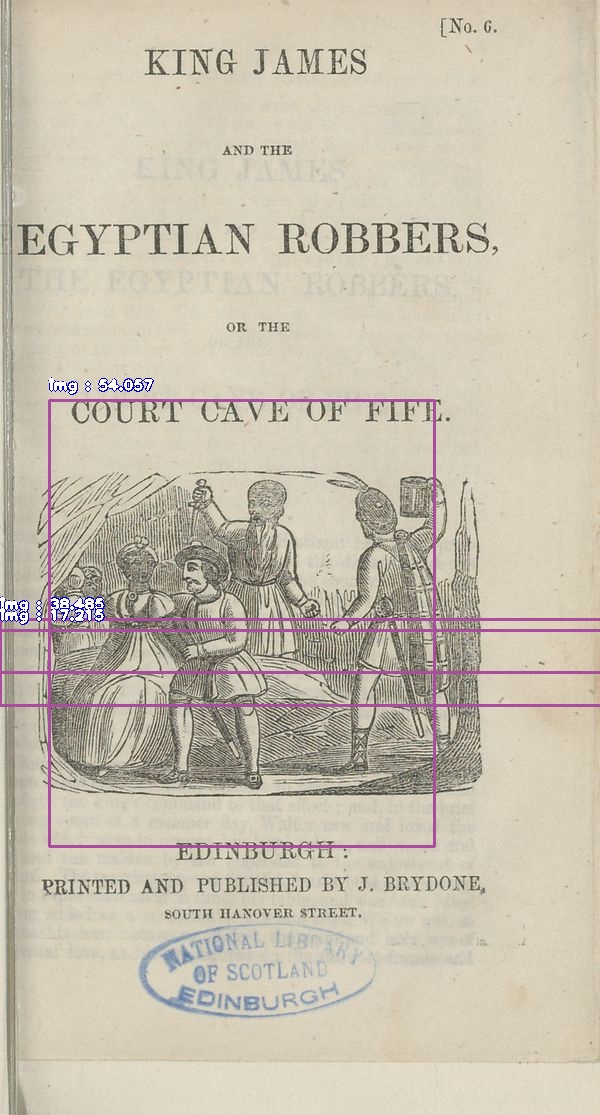 [No. 6.
KING JAMES
AND THE
EGYPTIAN ROBBERS,
OR THE
img : 54.057
COURT CAVE OF FIFE.
img : 38.485
img : 17.215
EDINBURGH :
PRINTED AND PUBLISHED BY J. BRYDONE,
SOUTH HANOVER STREET.
NATIONAL LIBRARY
OF SCOTLAND
EDINBURGH